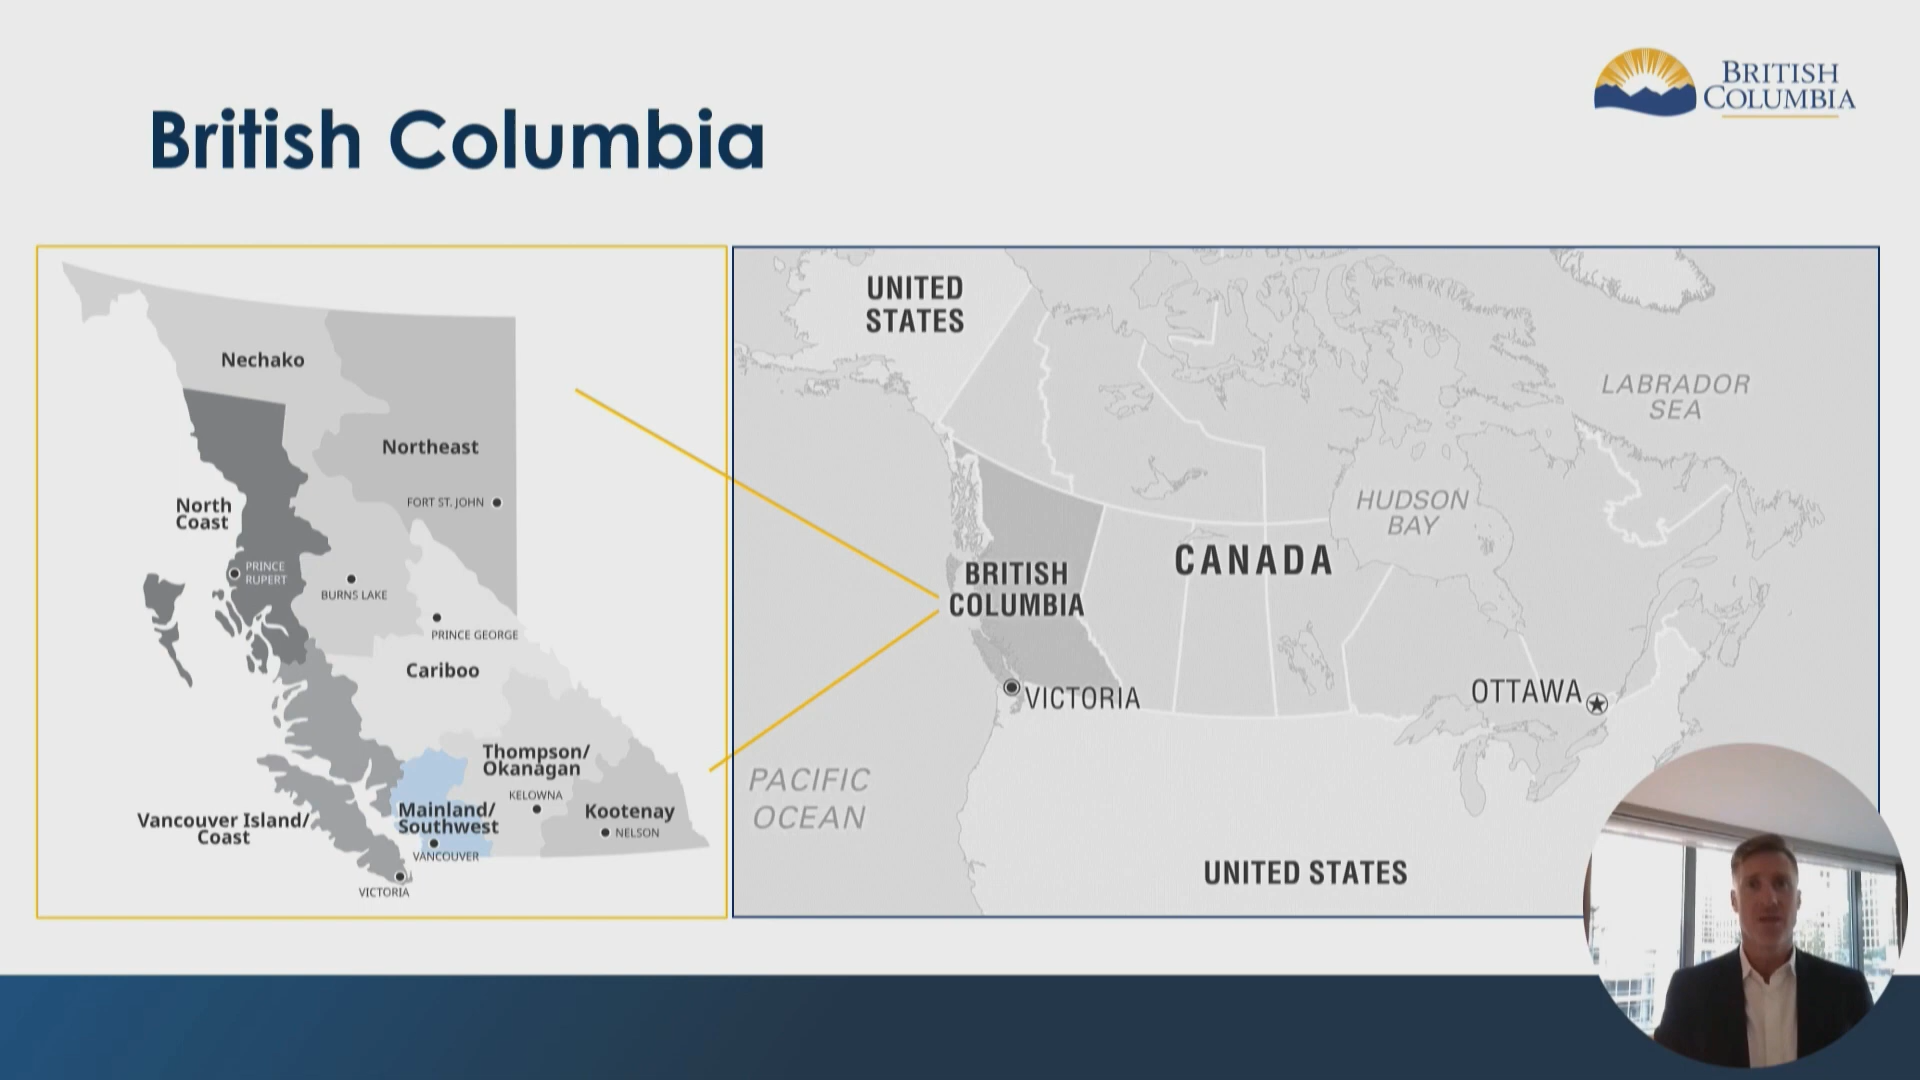 BRITISH
COLUMBIA
British Columbia
Nechako
Northeast
FORT ST. JOHN
North
Coast
PRINCE
RUPERT
BURNS LAKE
PRINCE GEORGE
Cariboo
Thompson/
Okanagan
KELOWNA
Kootenay
NELSON
Mainland/
Southwest
VANCOUVER
Vancouver Island/
Coast
VICTORIA
UNITED
STATES
LABRADOR
SEA
HUDSON
BAY
CANADA
BRITISH
COLUMBIA
VICTORIA
OTTAWA
PACIFIC
OCEAN
UNITED STATES